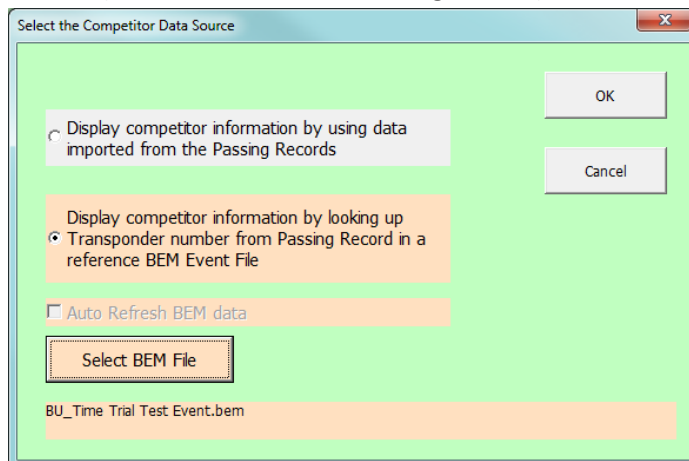 Select the Competitor Data Source
OK
Display competitor information by using data
imported from the Passing Records
Cancel
Display competitor information by looking up
Transponder number from Passing Record in a
reference BEM Event File
Auto Refresh BEM data
Select BEM File
BU_Time Trial Test Event.bem